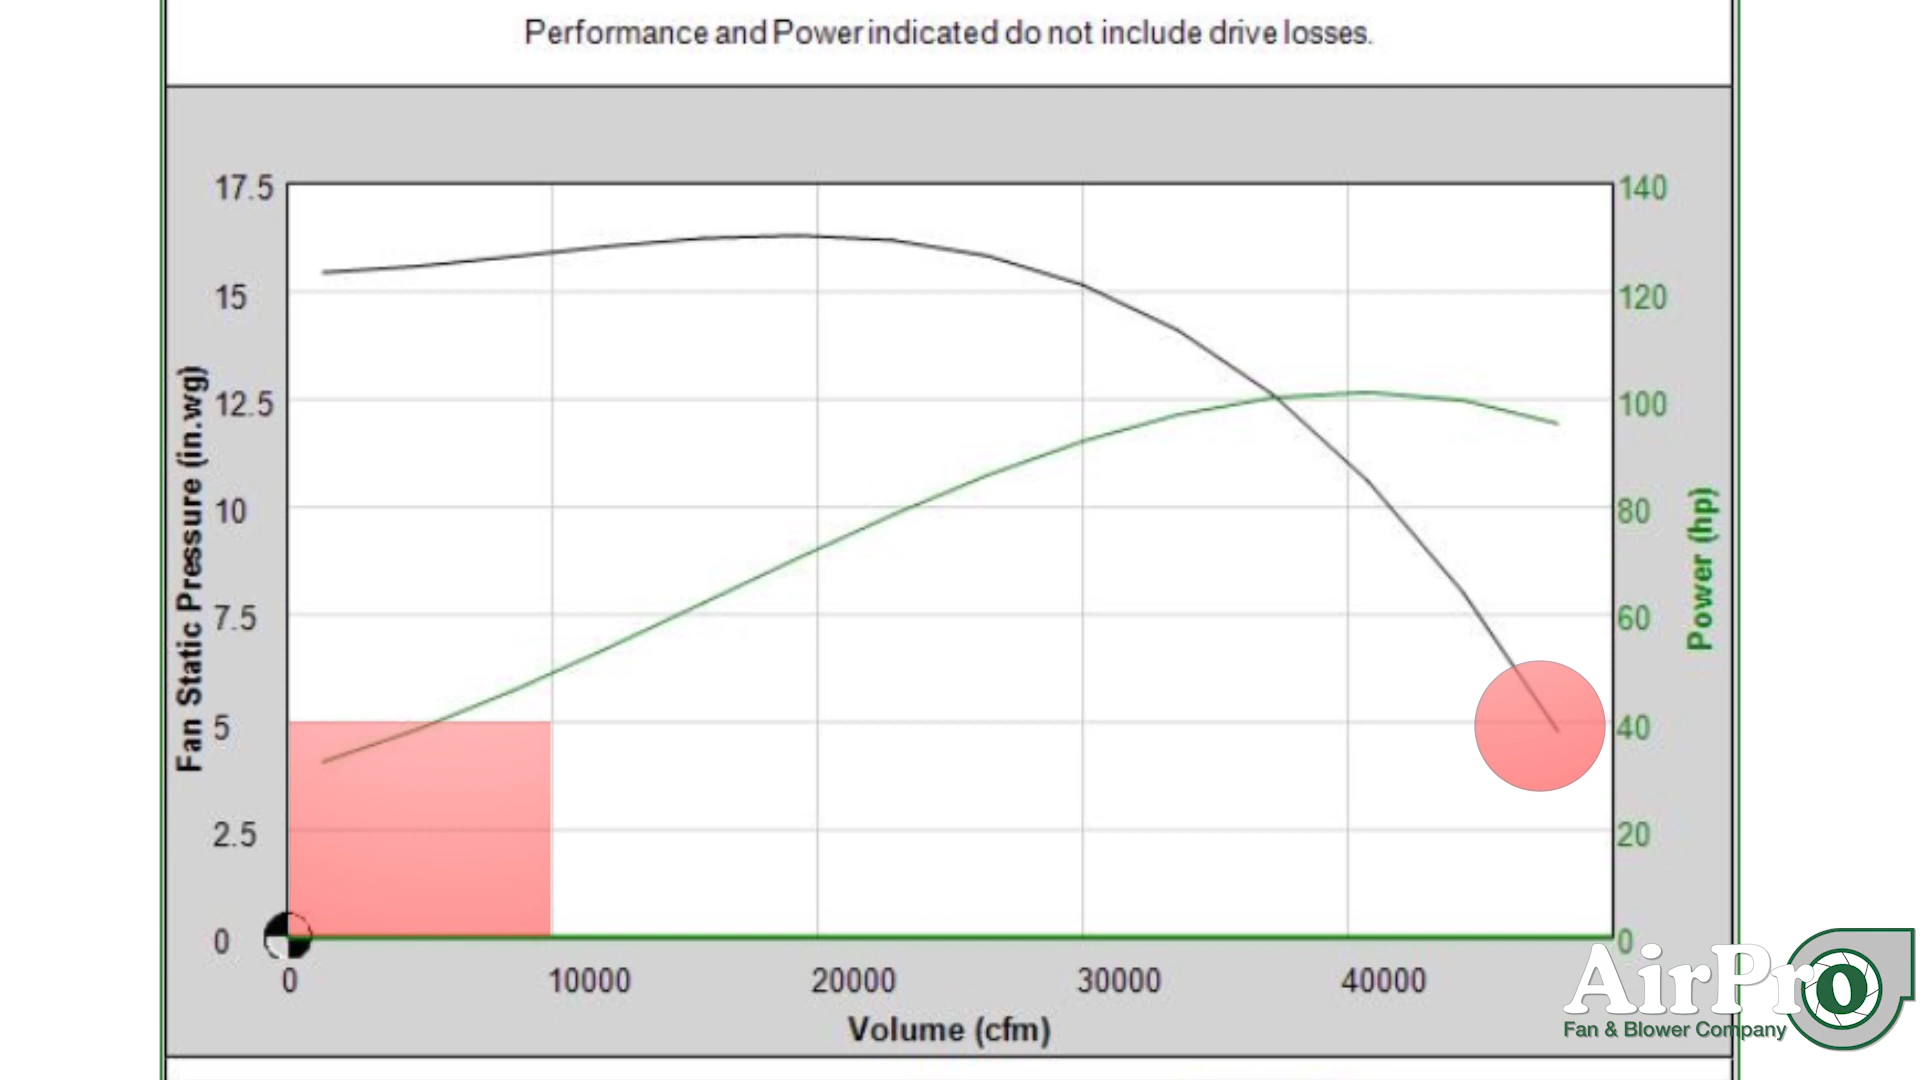 Performance and Power indicated do not include drive losses.
17.5
15
12.5
10
7.5
5
2.5
0
Fan Static Pressure (in.wg)
140
120
100
80
60
40
20
0
Power (hp)
0 10000 20000 30000 40000
Volume (cfm)
AirPro
Fan & Blower Company